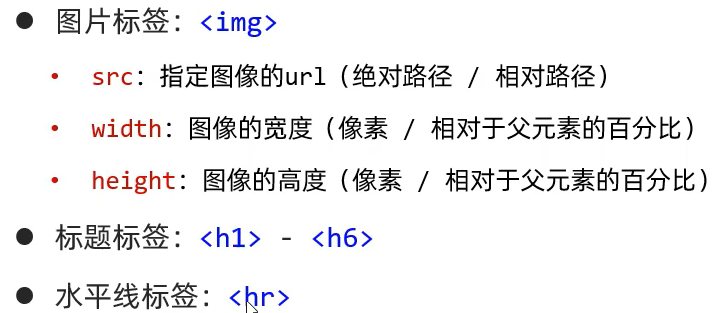 ● 图片标签：<img>
• src：指定图像的url（绝对路径 / 相对路径）
• width：图像的宽度（像素 / 相对于父元素的百分比）
• height：图像的高度（像素 / 相对于父元素的百分比）
● 标题标签：<h1> - <h6>
● 水平线标签：<hr>